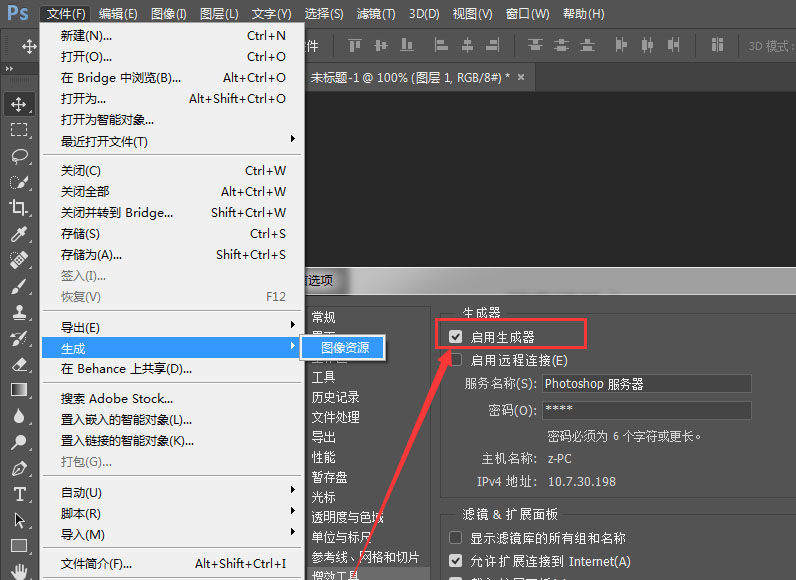 Ps 文件(F) 编辑(E) 图像(I) 图层(L) 文字(Y) 选择(S) 滤镜(T) 3D(D) 视图(V) 窗口(W) 帮助(H)
件 3D 模式:
未标题-1 @ 100% (图层 1, RGB/8#) * ×
新建(N)... Ctrl+N
打开(O)... Ctrl+O
在 Bridge 中浏览(B)... Alt+Ctrl+O
打开为... Alt+Shift+Ctrl+O
打开为智能对象...
最近打开文件(T)
关闭(C) Ctrl+W
关闭全部 Alt+Ctrl+W
关闭并转到 Bridge... Shift+Ctrl+W
存储(S) Ctrl+S
存储为(A)... Shift+Ctrl+S
签入(I)...
恢复(V) F12
导出(E)
生成
图像资源
在 Behance 上共享(D)...
搜索 Adobe Stock...
置入嵌入的智能对象(L)...
置入链接的智能对象(K)...
打包(G)...
自动(U)
脚本(R)
导入(M)
文件简介(F)... Alt+Shift+Ctrl+I
选项
常规
工具
历史记录
文件处理
导出
性能
暂存盘
光标
透明度与色域
单位与标尺
参考线、网格和切片
增效工具
生成器
启用生成器
启用远程连接(E)
服务名称(S): Photoshop 服务器
密码(O): ****
密码必须为 6 个字符或更长。
主机名称: z-PC
IPv4 地址: 10.7.30.198
滤镜 & 扩展面板
显示滤镜库的所有组和名称
允许扩展连接到 Internet(A)